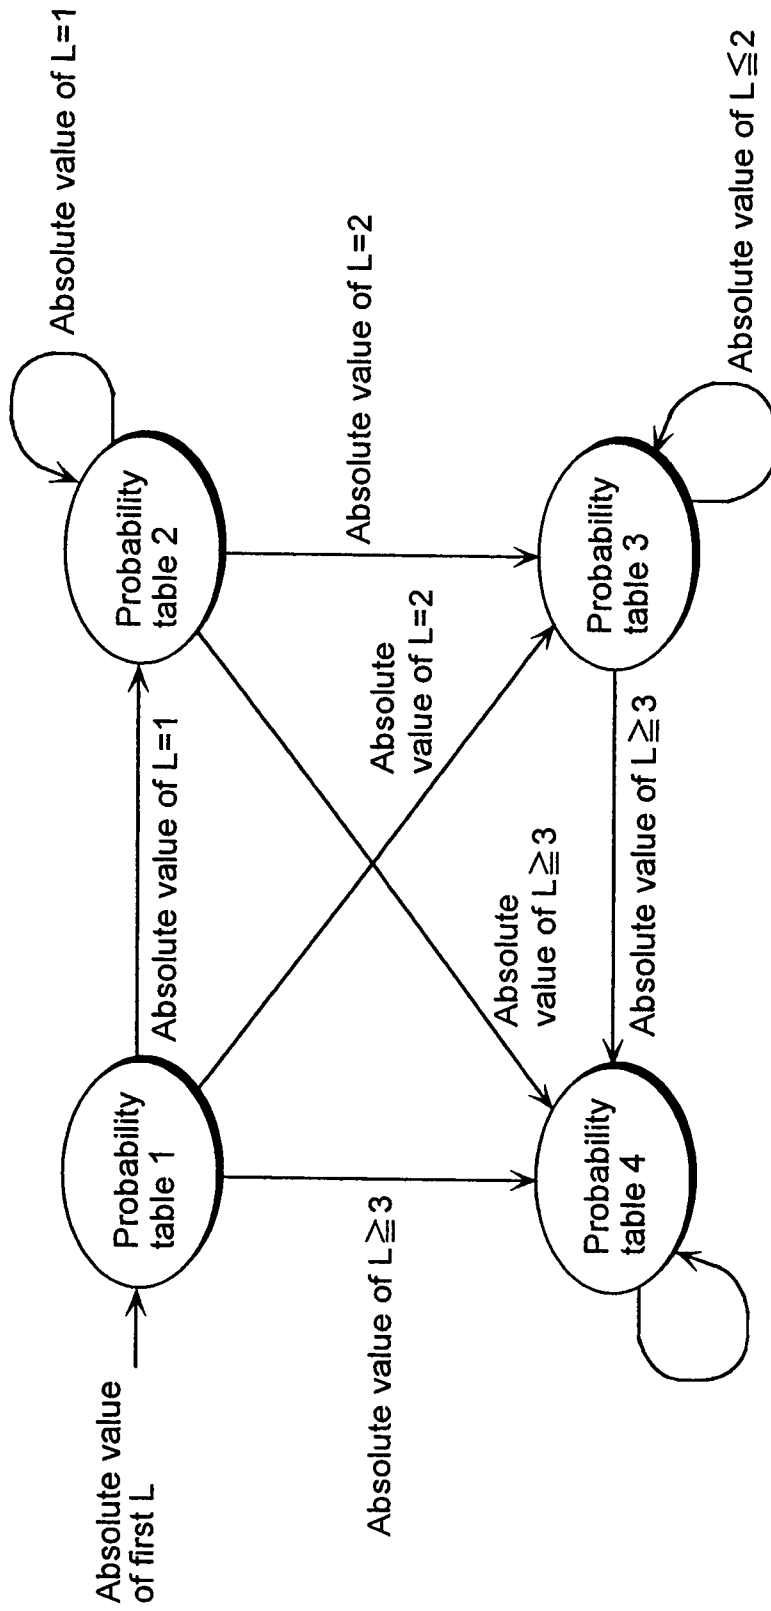 Absolute value
of first L
Probability
table 1
Absolute value of L=1
Probability
table 2
Absolute value of L=1
Absolute value of L≧3
Absolute
value of L=2
Absolute value of L=2
Absolute
value of L≧3
Probability
table 4
Absolute value of L≧3
Probability
table 3
Absolute value of L≦2